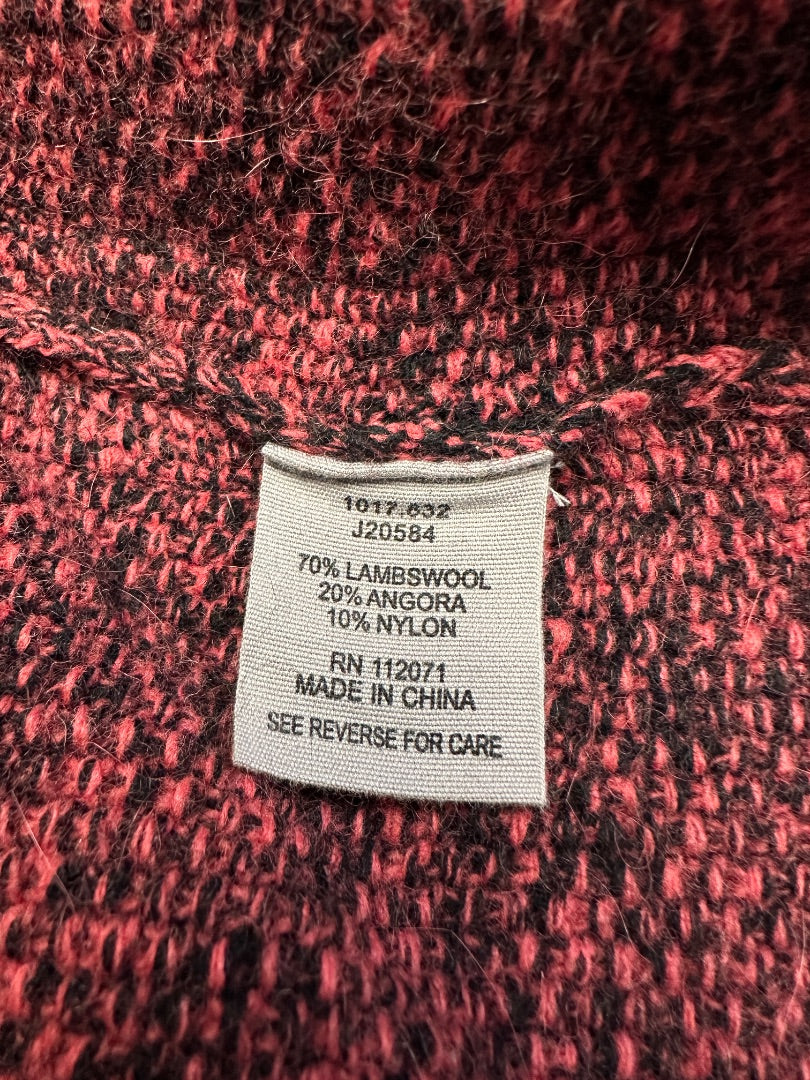 1017.632
J20584
70% LAMBSWOOL
20% ANGORA
10% NYLON
RN 112071
MADE IN CHINA
SEE REVERSE FOR CARE